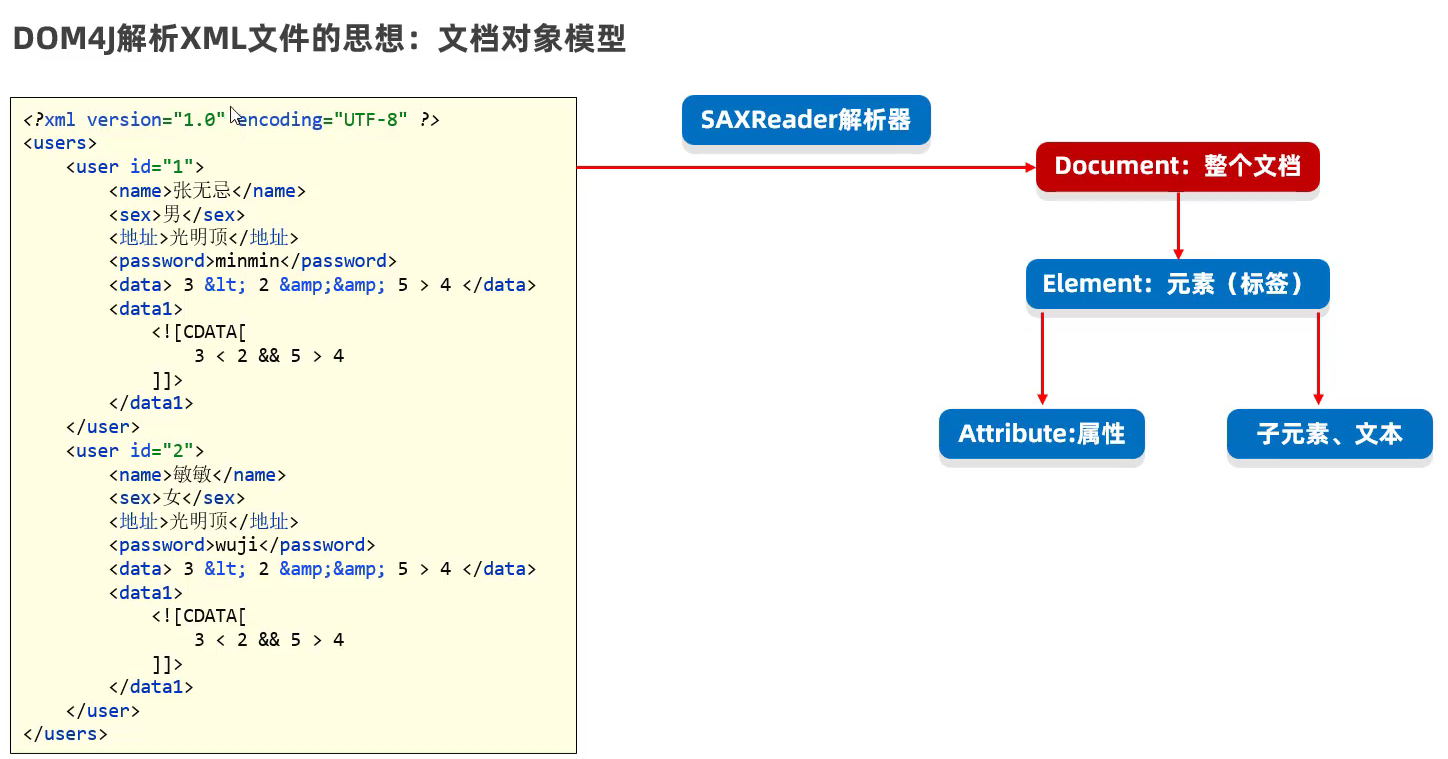 DOM4J解析XML文件的思想：文档对象模型
<?xml version="1.0" encoding="UTF-8" ?>
<users>
    <user id="1">
        <name>张无忌</name>
        <sex>男</sex>
        <地址>光明顶</地址>
        <password>minmin</password>
        <data> 3 &lt; 2 &amp;&amp; 5 > 4 </data>
        <data1>
            <![CDATA[
                3 < 2 && 5 > 4
            ]]>
        </data1>
    </user>
    <user id="2">
        <name>敏敏</name>
        <sex>女</sex>
        <地址>光明顶</地址>
        <password>wuji</password>
        <data> 3 &lt; 2 &amp;&amp; 5 > 4 </data>
        <data1>
            <![CDATA[
                3 < 2 && 5 > 4
            ]]>
        </data1>
    </user>
</users>
SAXReader解析器
Document：整个文档
Element：元素（标签）
Attribute:属性
子元素、文本